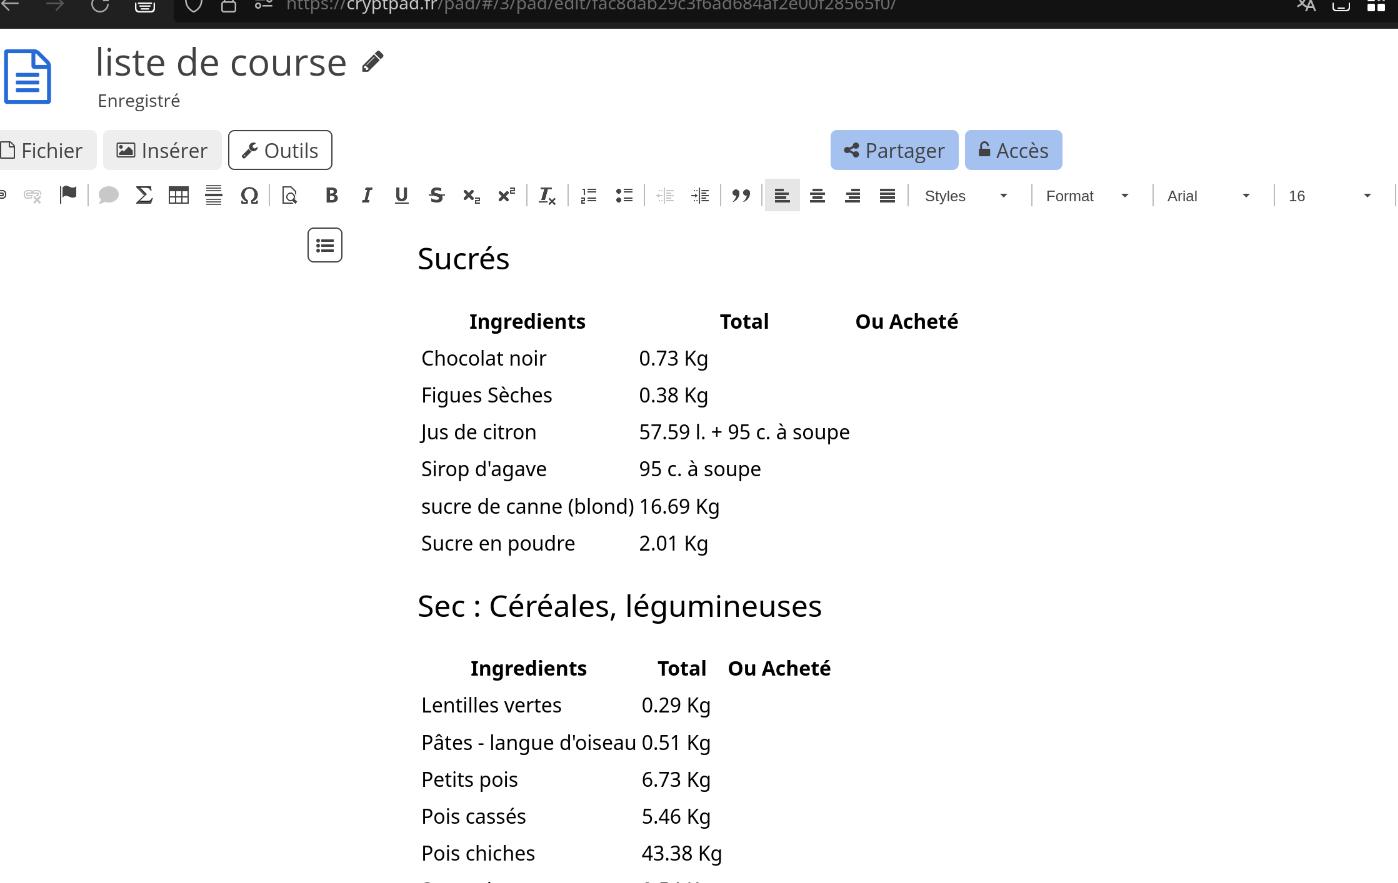 https://cryptpad.fr/pad/#/3/pad/edit/fac8dab29c3f6ad684af2e00f28565f0/
liste de course
Enregistré
Fichier Insérer Outils Partager Accès
Styles Format Arial 16
Sucrés
Ingredients Total Ou Acheté
Chocolat noir 0.73 Kg
Figues Sèches 0.38 Kg
Jus de citron 57.59 l. + 95 c. à soupe
Sirop d'agave 95 c. à soupe
sucre de canne (blond) 16.69 Kg
Sucre en poudre 2.01 Kg
Sec : Céréales, légumineuses
Ingredients Total Ou Acheté
Lentilles vertes 0.29 Kg
Pâtes - langue d'oiseau 0.51 Kg
Petits pois 6.73 Kg
Pois cassés 5.46 Kg
Pois chiches 43.38 Kg